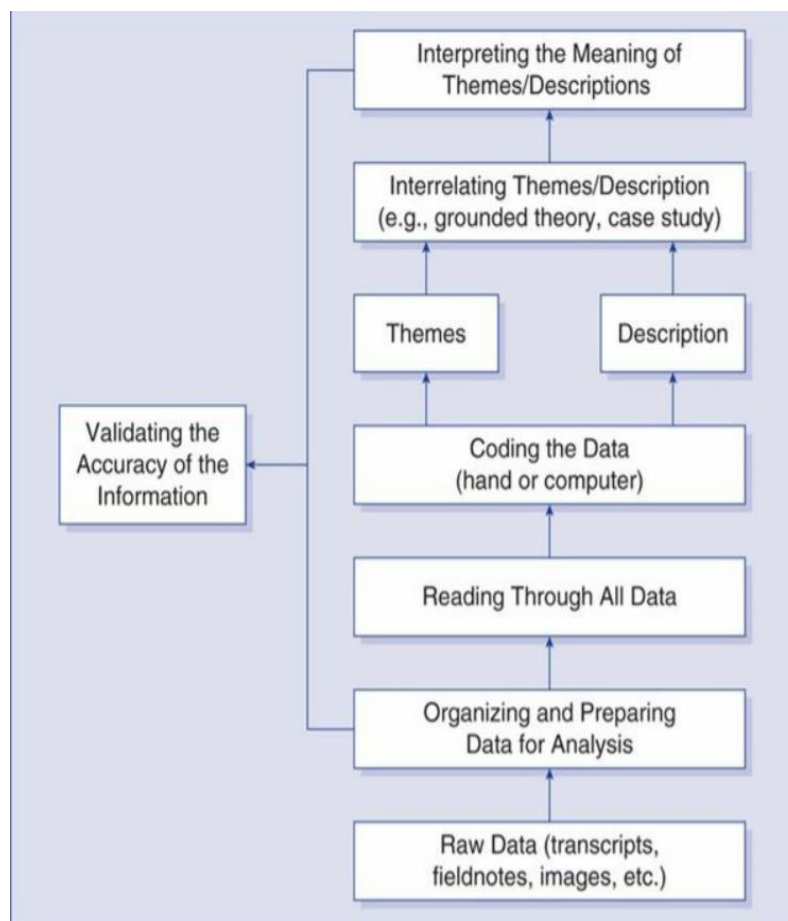 Interpreting the Meaning of
Themes/Descriptions
Interrelating Themes/Description
(e.g., grounded theory, case study)
Themes
Description
Validating the
Accuracy of the
Information
Coding the Data
(hand or computer)
Reading Through All Data
Organizing and Preparing
Data for Analysis
Raw Data (transcripts,
fieldnotes, images, etc.)